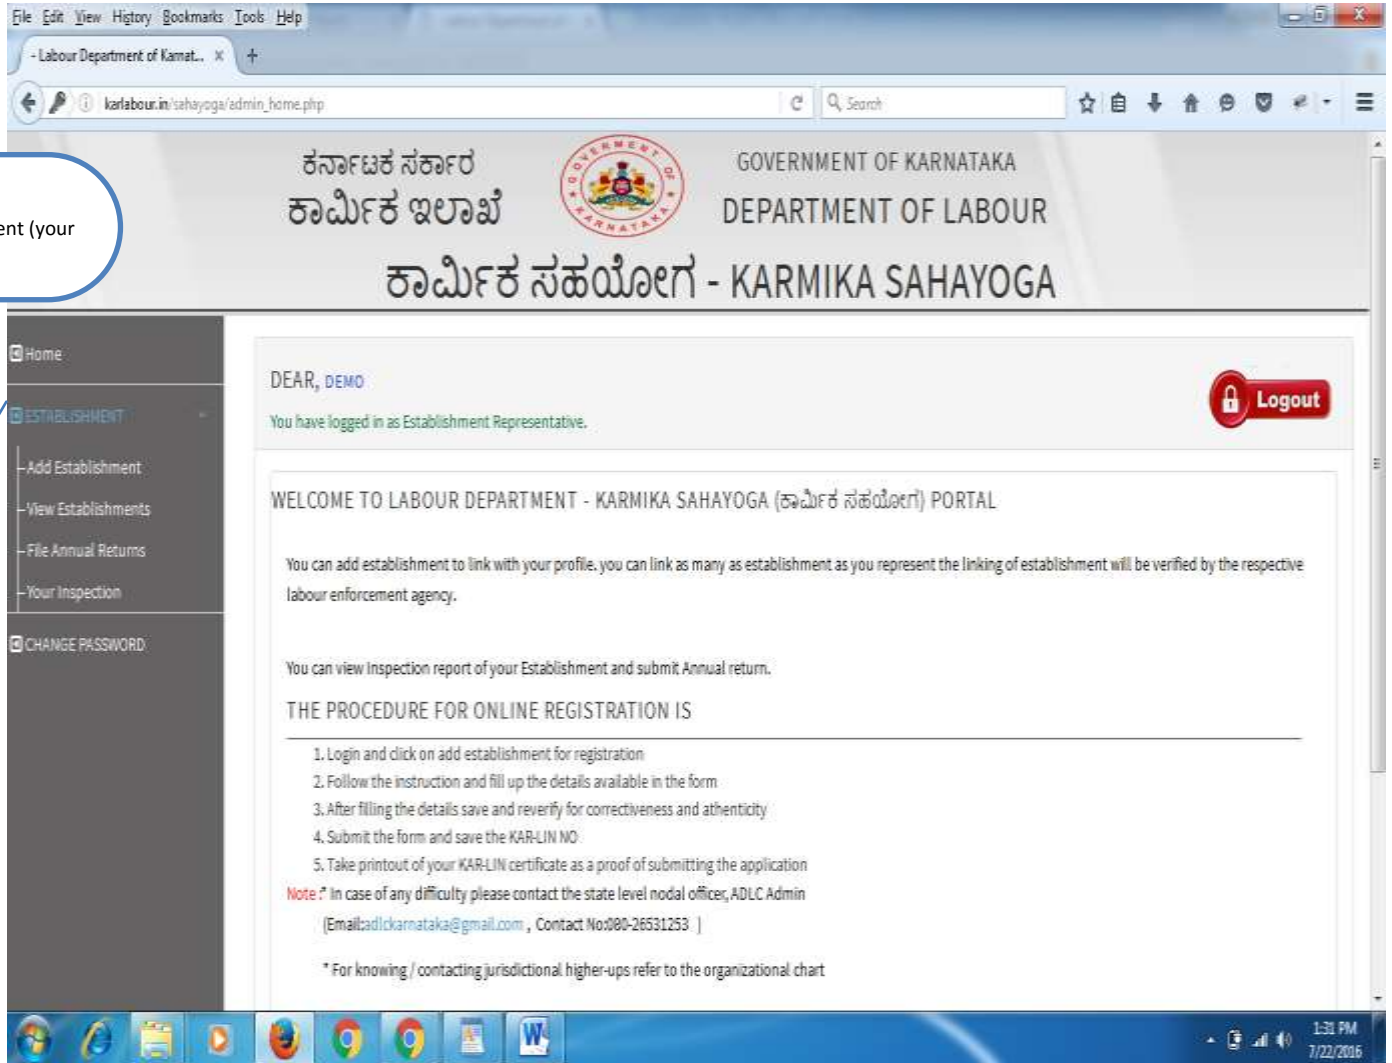 File Edit View History Bookmarks Tools Help
- Labour Department of Karnat... × +
karlabour.in/sahayoga/admin_home.php
Search
ಕರ್ನಾಟಕ ಸರ್ಕಾರ
ಕಾರ್ಮಿಕ ಇಲಾಖೆ
GOVERNMENT OF KARNATAKA
GOVERNMENT OF KARNATAKA
DEPARTMENT OF LABOUR
ಕಾರ್ಮಿಕ ಸಹಯೋಗ - KARMIKA SAHAYOGA
ent (your
Home
ESTABLISHMENT
Add Establishment
View Establishments
File Annual Returns
Your Inspection
CHANGE PASSWORD
DEAR, DEMO
You have logged in as Establishment Representative.
Logout
WELCOME TO LABOUR DEPARTMENT - KARMIKA SAHAYOGA (ಕಾರ್ಮಿಕ ಸಹಯೋಗ) PORTAL
You can add establishment to link with your profile. you can link as many as establishment as you represent the linking of establishment will be verified by the respective
labour enforcement agency.
You can view Inspection report of your Establishment and submit Annual return.
THE PROCEDURE FOR ONLINE REGISTRATION IS
1. Login and click on add establishment for registration
2. Follow the instruction and fill up the details available in the form
3. After filling the details save and reverify for correctiveness and athenticity
4. Submit the form and save the KAR-LIN NO
5. Take printout of your KAR-LIN certificate as a proof of submitting the application
Note :* In case of any difficulty please contact the state level nodal officer, ADLC Admin
(Email:adlckarnataka@gmail.com , Contact No:080-26531253 )
* For knowing / contacting jurisdictional higher-ups refer to the organizational chart
1:31 PM
7/22/2016